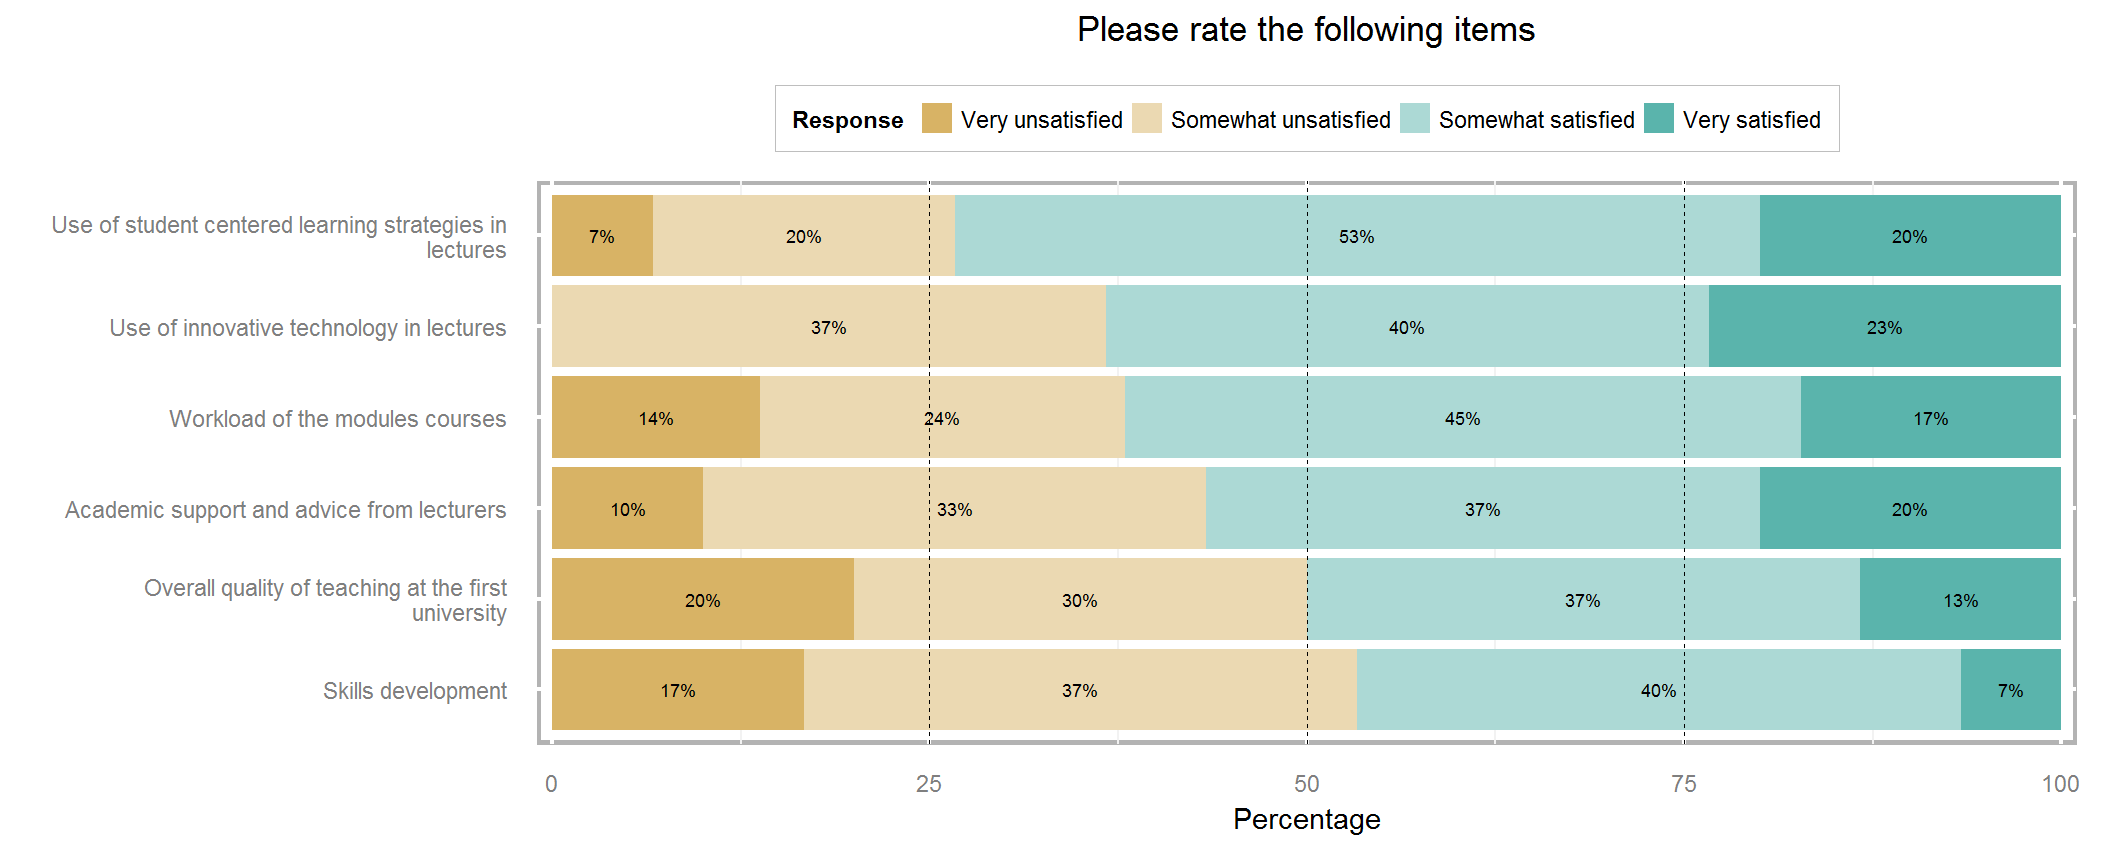 Please rate the following items
Response Very unsatisfied Somewhat unsatisfied Somewhat satisfied Very satisfied
Use of student centered learning strategies in
lectures
7% 20% 53% 20%
Use of innovative technology in lectures
37% 40% 23%
Workload of the modules courses
14% 24% 45% 17%
Academic support and advice from lecturers
10% 33% 37% 20%
Overall quality of teaching at the first
university
20% 30% 37% 13%
Skills development
17% 37% 40% 7%
0 25 50 75 100
Percentage